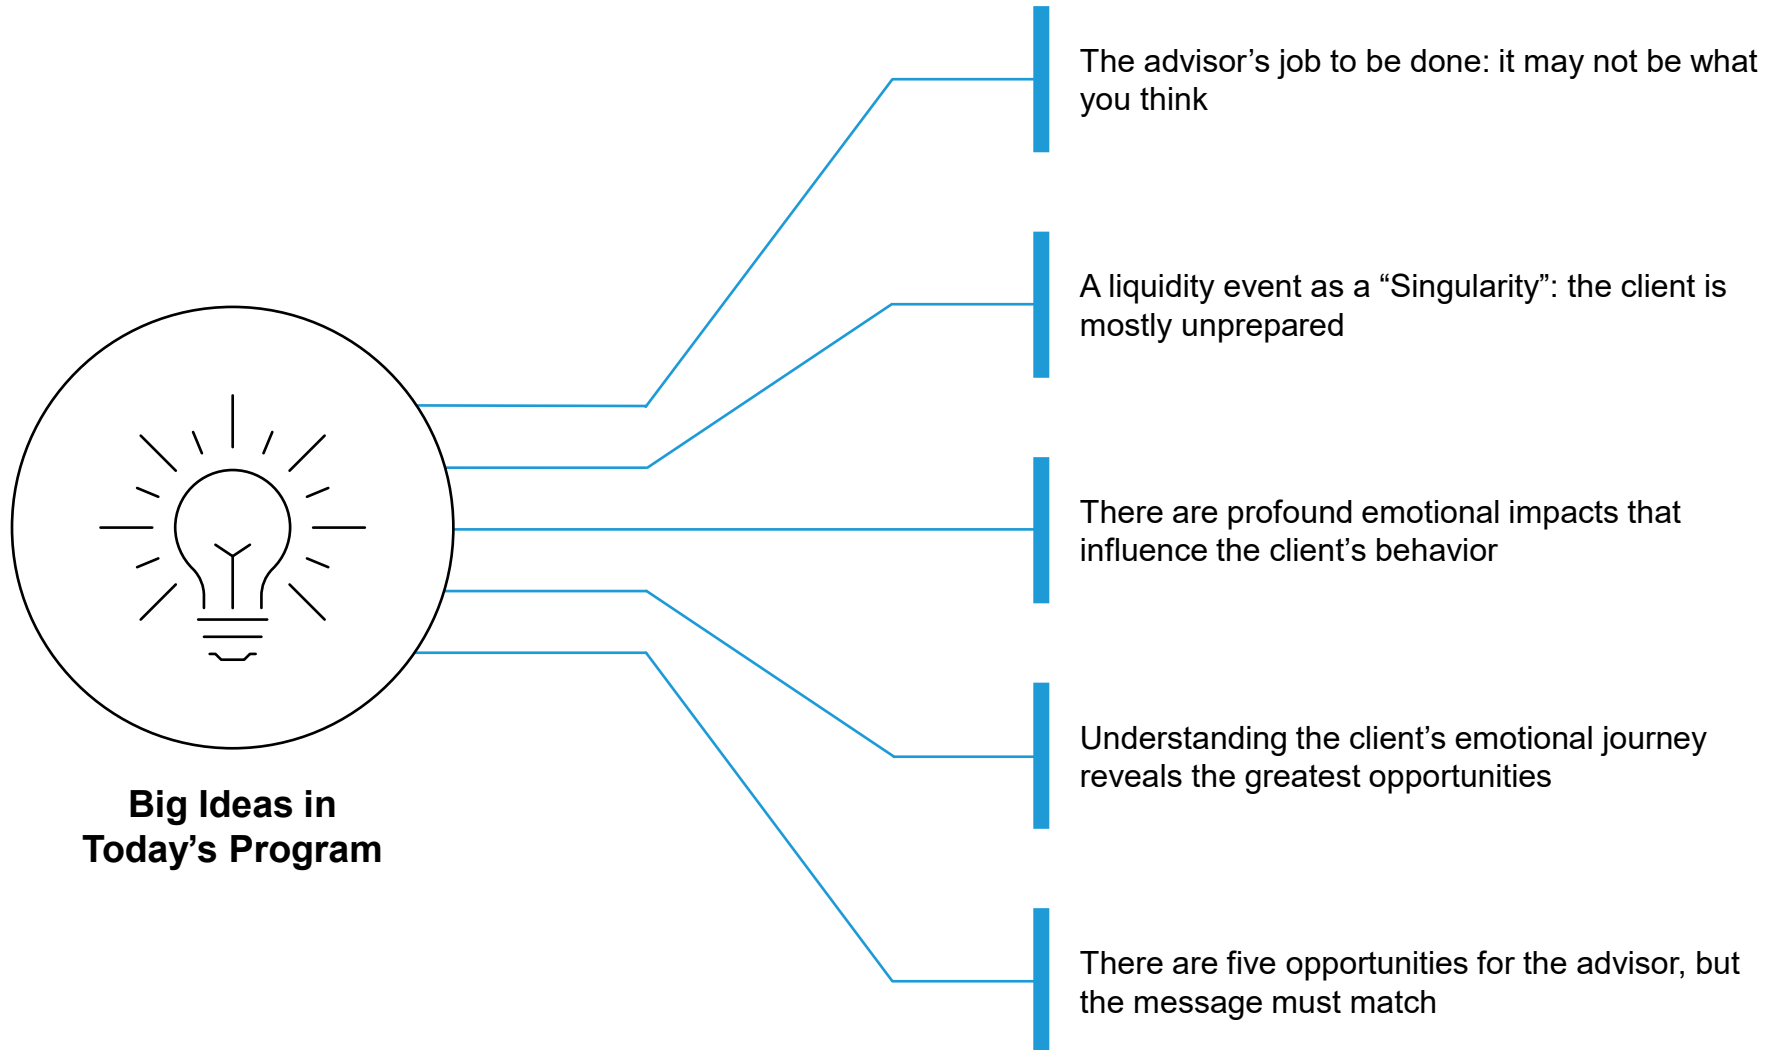 The advisor’s job to be done: it may not be what
you think
A liquidity event as a “Singularity”: the client is
mostly unprepared
There are profound emotional impacts that
influence the client’s behavior
Understanding the client’s emotional journey
reveals the greatest opportunities
There are five opportunities for the advisor, but
the message must match
Big Ideas in
Today’s Program